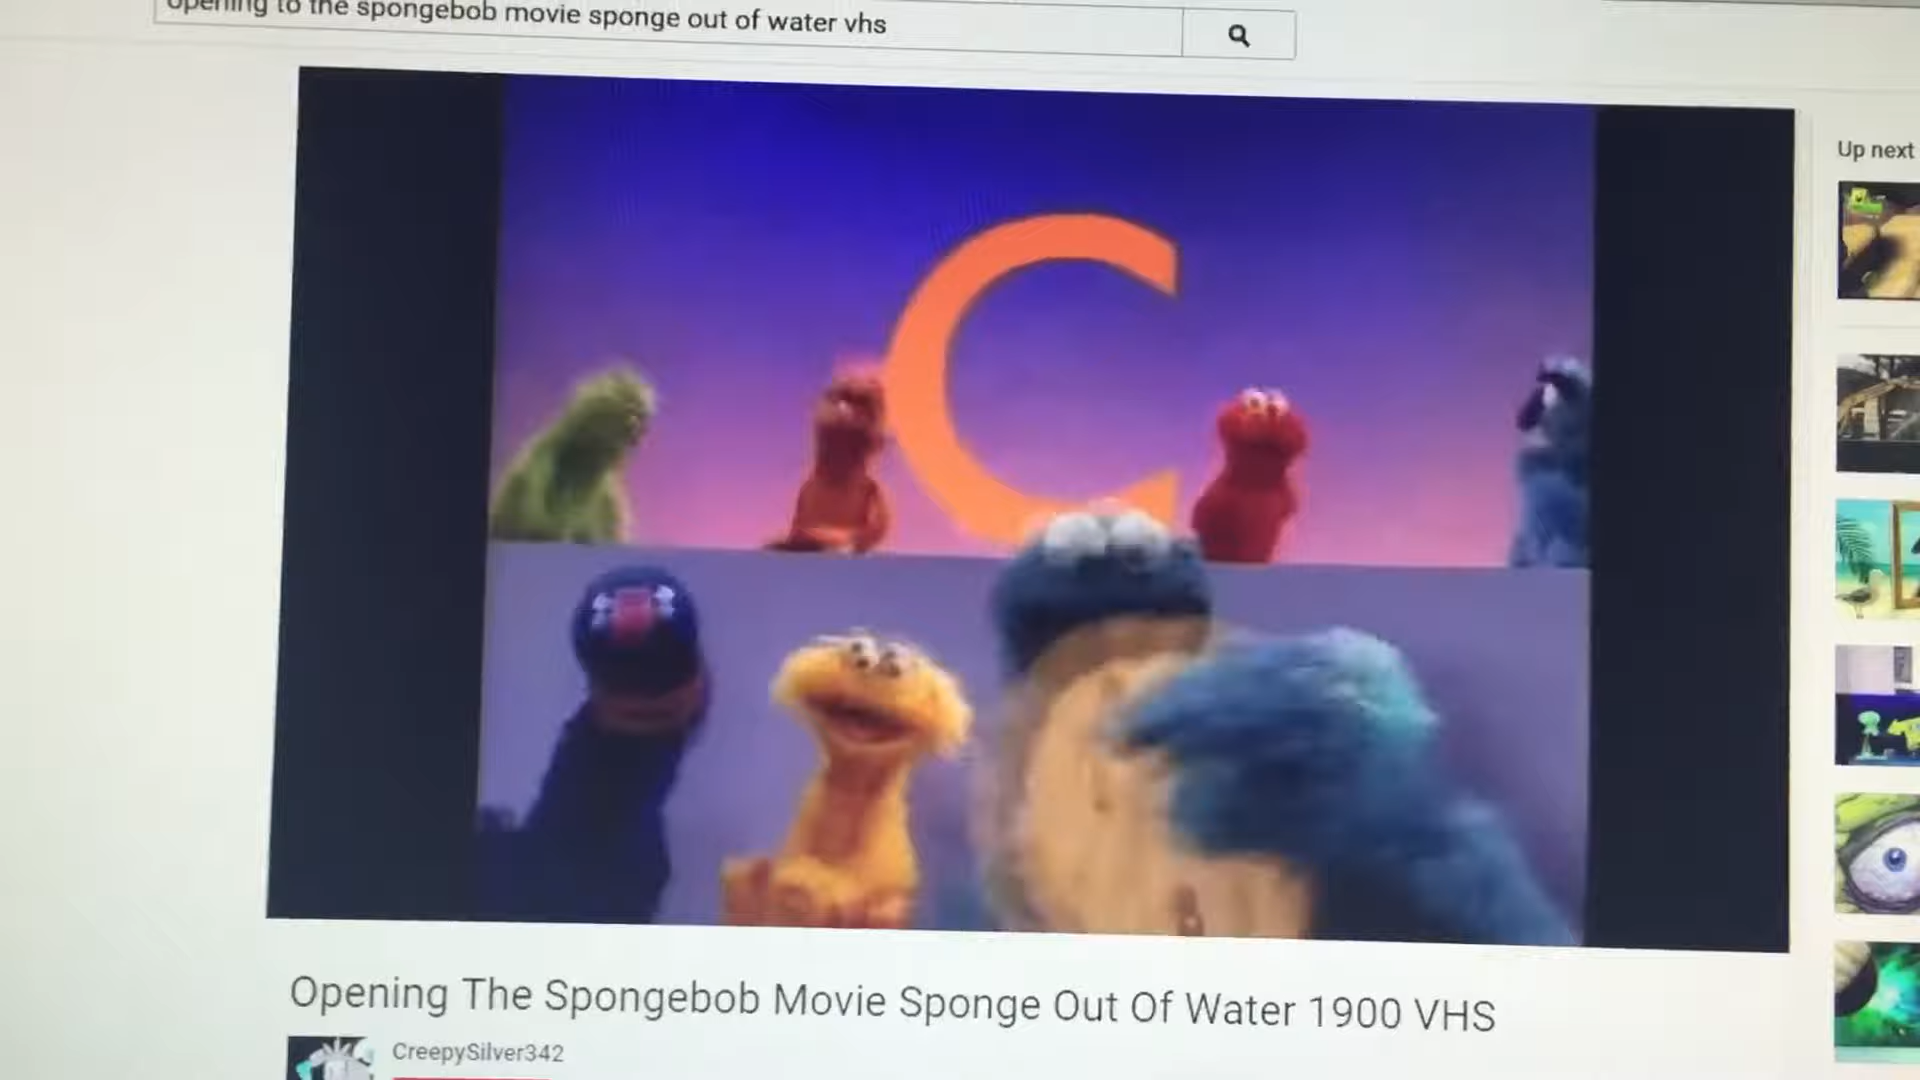 opening to the spongebob movie sponge out of water vhs
Up next
C
Opening The Spongebob Movie Sponge Out Of Water 1900 VHS
CreepySilver342